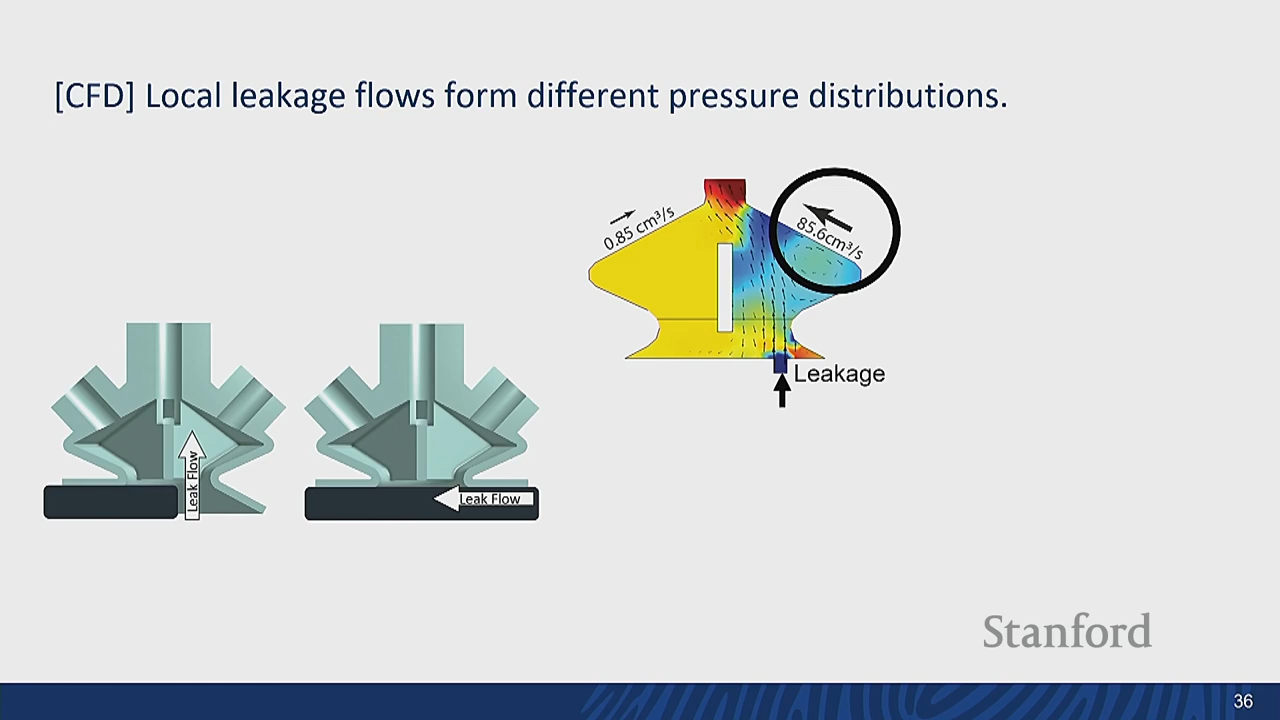 [CFD] Local leakage flows form different pressure distributions.
0.85 cm³/s
85.6cm³/s
Leakage
Leak Flow
Leak Flow
Stanford
36